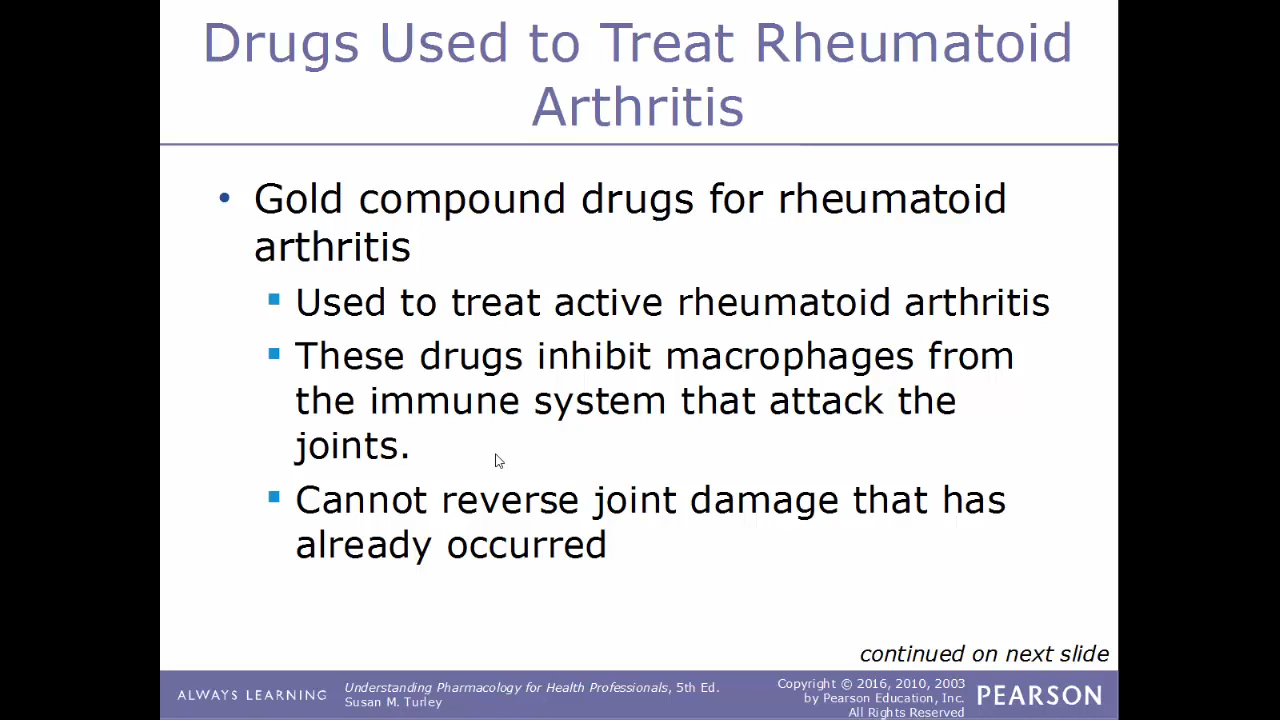 Drugs Used to Treat Rheumatoid
Arthritis
• Gold compound drugs for rheumatoid
arthritis
▪ Used to treat active rheumatoid arthritis
▪ These drugs inhibit macrophages from
the immune system that attack the
joints.
▪ Cannot reverse joint damage that has
already occurred
continued on next slide
ALWAYS LEARNING
Understanding Pharmacology for Health Professionals, 5th Ed.
Susan M. Turley
Copyright © 2016, 2010, 2003
by Pearson Education, Inc.
All Rights Reserved
PEARSON